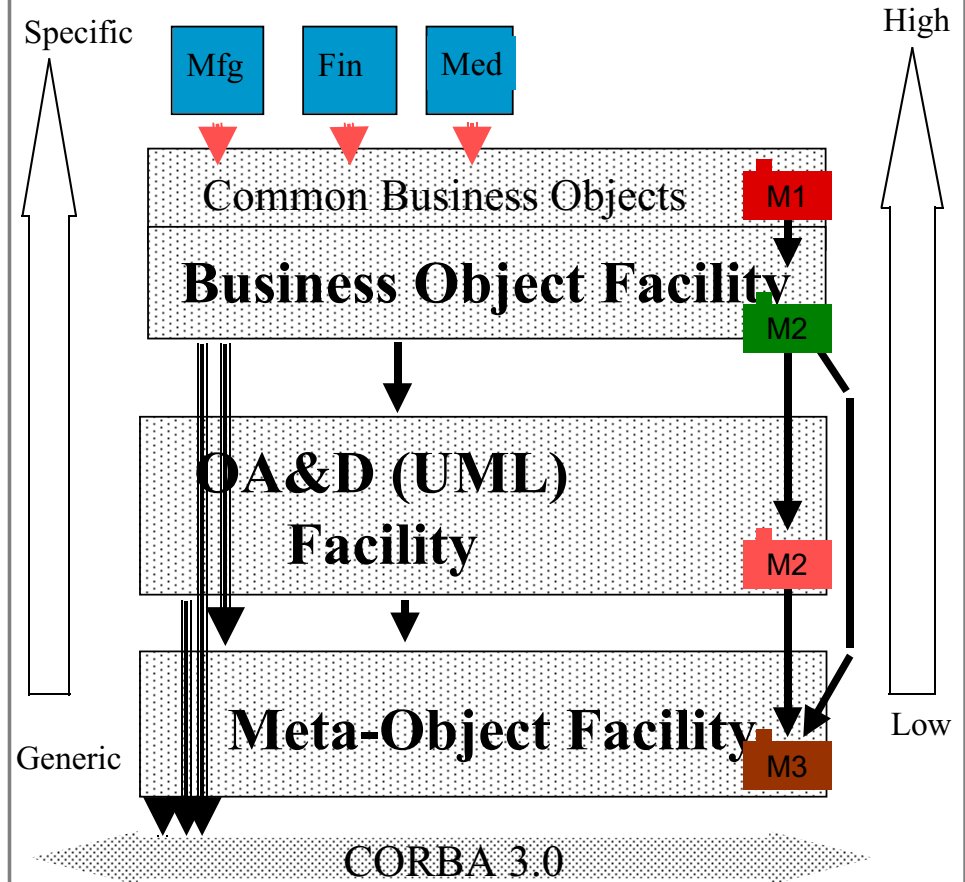 Specific
High
Mfg
Fin
Med
Common Business Objects
M1
Business Object Facility
M2
OA&D (UML)
Facility
M2
Meta-Object Facility
M3
Generic
Low
CORBA 3.0